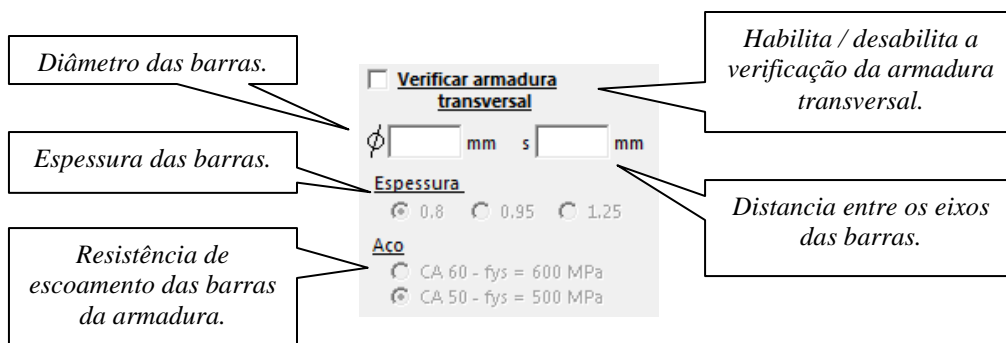 Diâmetro das barras.
Espessura das barras.
Resistência de
escoamento das barras
da armadura.
Verificar armadura
transversal
ϕ mm s mm
Espessura
0.8 0.95 1.25
Aco
CA 60 - fys = 600 MPa
CA 50 - fys = 500 MPa
Habilita / desabilita a
verificação da armadura
transversal.
Distancia entre os eixos
das barras.